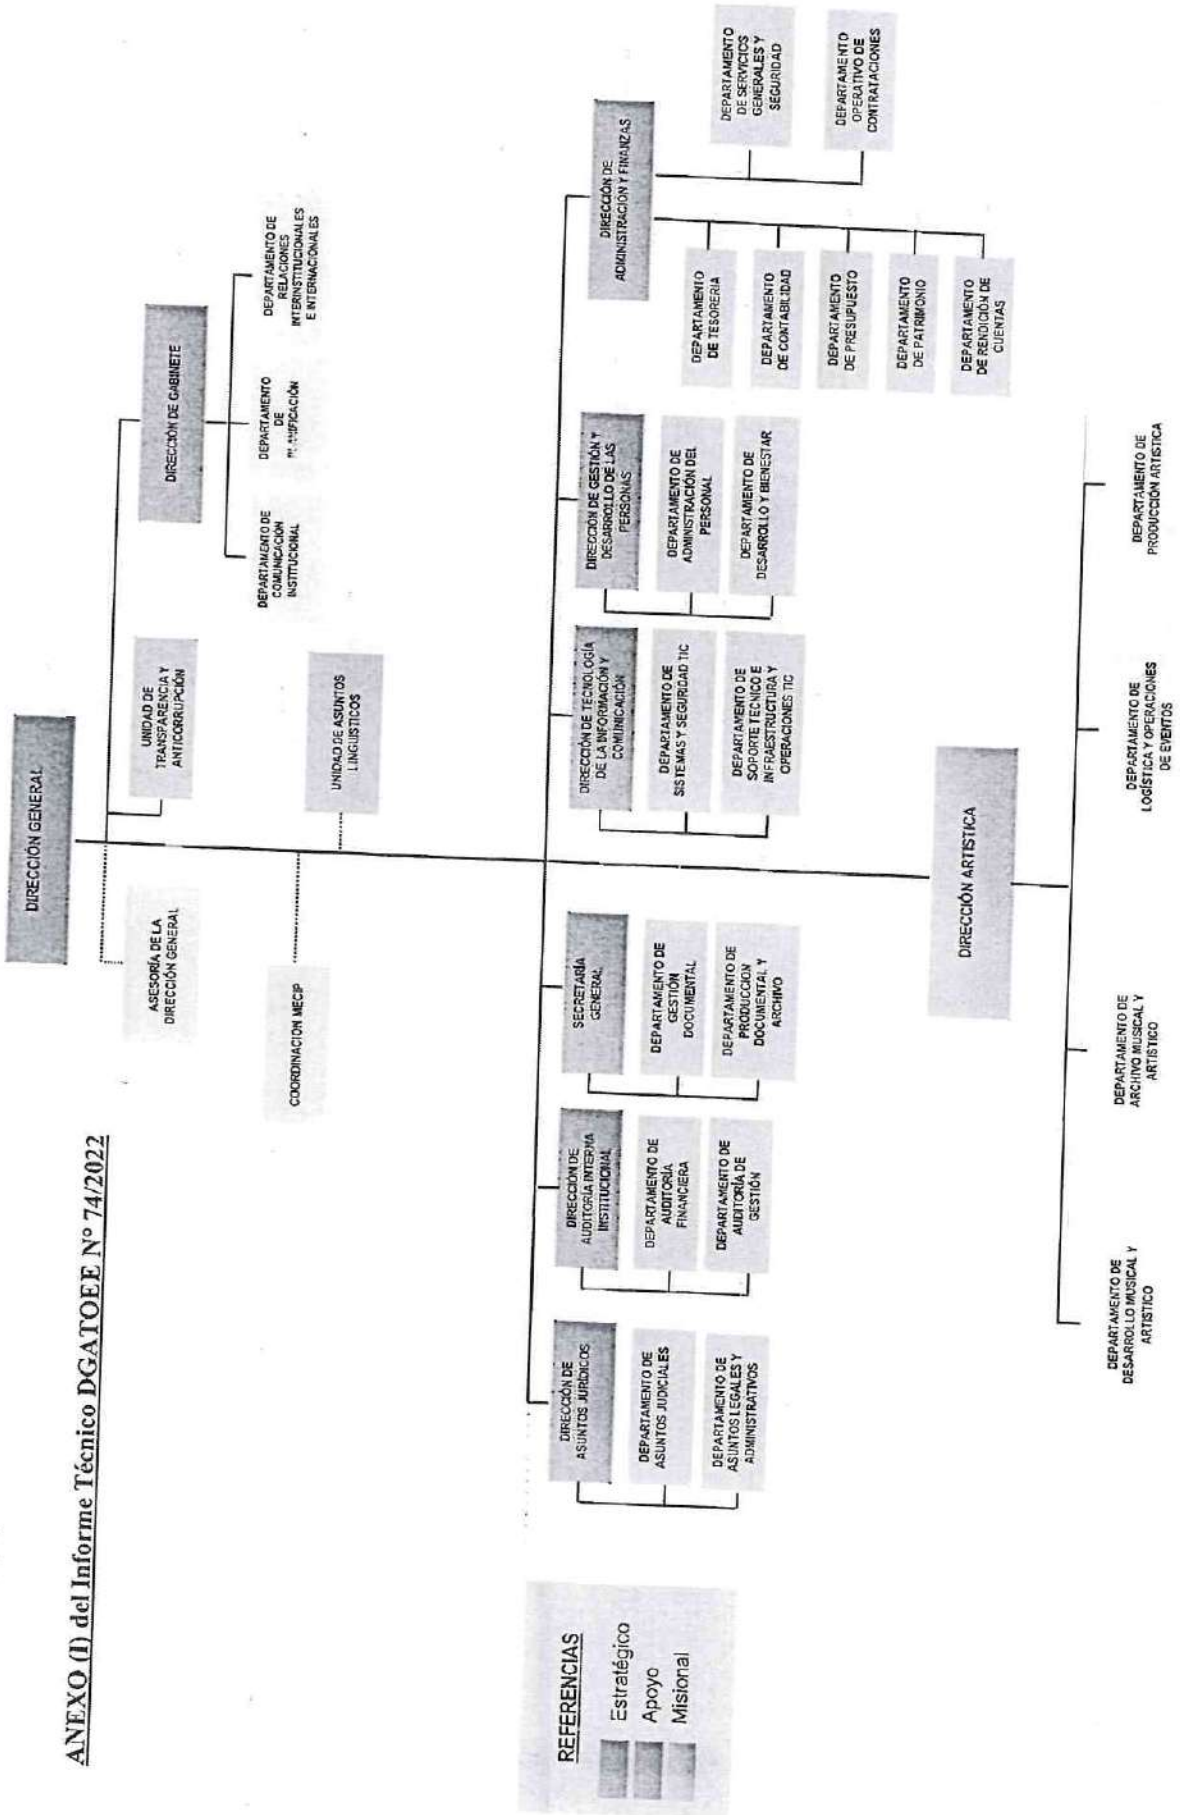 ANEXO (I) del Informe Técnico DGATOEE N° 74/2022
DIRECCIÓN GENERAL
ASESORÍA DE LA
DIRECCIÓN GENERAL
UNIDAD DE
TRANSPARENCIA Y
ANTICORRUPCIÓN
DIRECCIÓN DE GABINETE
DEPARTAMENTO DE
COMUNICACIÓN
INSTITUCIONAL
DEPARTAMENTO
DE
DEPARTAMENTO DE
RELACIONES
INTERINSTITUCIONALES
E INTERNACIONALES
COORDINACION MECIP
UNIDAD DE ASUNTOS
LINGUISTICOS
REFERENCIAS
Estratégico
Apoyo
Misional
DIRECCIÓN DE
ASUNTOS JURÍDICOS
DEPARTAMENTO DE
ASUNTOS JUDICIALES
DEPARTAMENTO DE
ASUNTOS LEGALES Y
ADMINISTRATIVOS
DIRECCIÓN DE
AUDITORÍA INTERNA
INSTITUCIONAL
DEPARTAMENTO DE
AUDITORÍA
FINANCIERA
DEPARTAMENTO DE
AUDITORÍA DE
GESTIÓN
SECRETARÍA
GENERAL
DEPARTAMENTO DE
GESTIÓN
DOCUMENTAL
DEPARTAMENTO DE
PRODUCCION
DOCUMENTAL Y
ARCHIVO
DIRECCIÓN DE TECNOLOGÍA
DE LA INFORMACIÓN Y
COMUNICACIÓN
DEPARTAMENTO DE
SISTEMAS Y SEGURIDAD TIC
DEPARTAMENTO DE
SOPORTE TÉCNICO E
INFRAESTRUCTURA Y
OPERACIONES TIC
DIRECCIÓN DE GESTIÓN Y
DESARROLLO DE LAS
PERSONAS
DEPARTAMENTO DE
ADMINISTRACIÓN DEL
PERSONAL
DEPARTAMENTO DE
DESARROLLO Y BIENESTAR
DIRECCIÓN DE
ADMINISTRACIÓN Y FINANZAS
DEPARTAMENTO
DE TESORERIA
DEPARTAMENTO
DE CONTABILIDAD
DEPARTAMENTO
DE PRESUPUESTO
DEPARTAMENTO
DE PATRIMONIO
DEPARTAMENTO
DE RENDICIÓN DE
CUENTAS
DEPARTAMENTO
DE SERVICIOS
GENERALES Y
SEGURIDAD
DEPARTAMENTO
OPERATIVO DE
CONTRATACIONES
DIRECCIÓN ARTISTICA
DEPARTAMENTO DE
DESARROLLO MUSICAL Y
ARTISTICO
DEPARTAMENTO DE
ARCHIVO MUSICAL Y
ARTISTICO
DEPARTAMENTO DE
LOGÍSTICA Y OPERACIONES
DE EVENTOS
DEPARTAMENTO DE
PRODUCCIÓN ARTISTICA